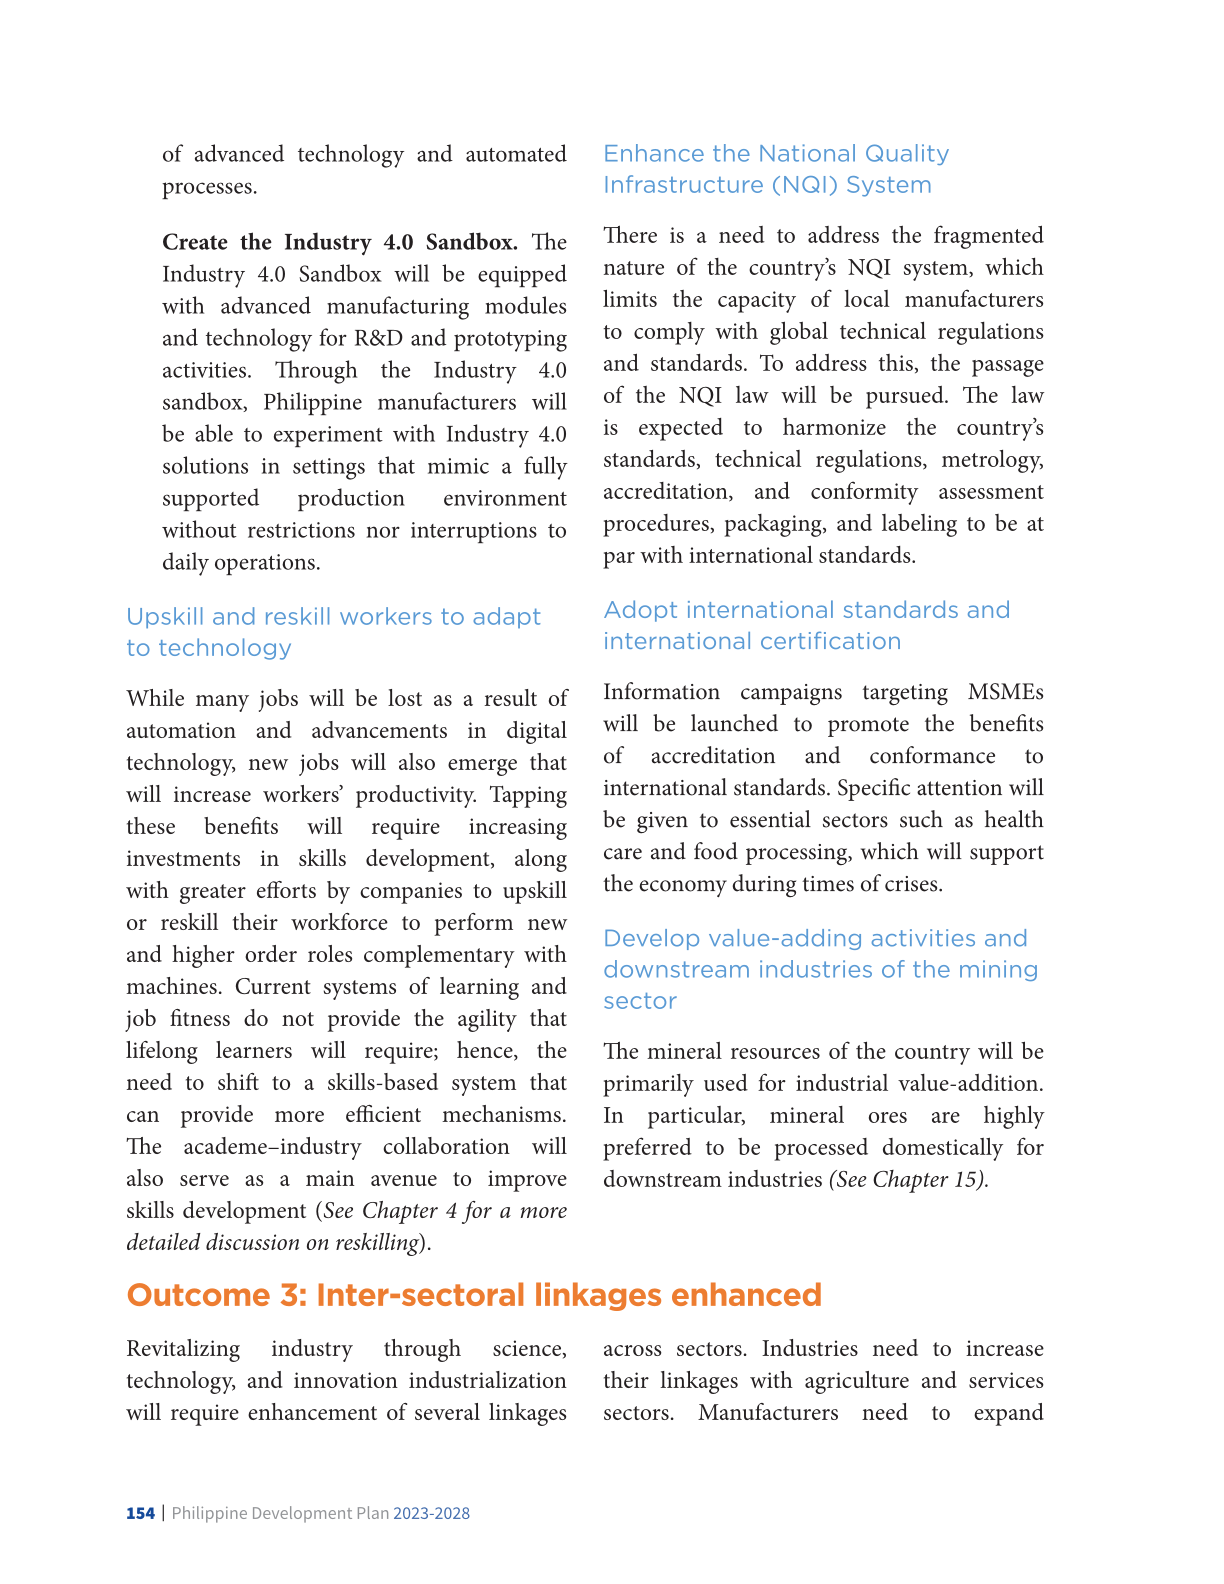 of advanced technology and automated
processes.
Create the Industry 4.0 Sandbox. The
Industry 4.0 Sandbox will be equipped
with advanced manufacturing modules
and technology for R&D and prototyping
activities. Through the Industry 4.0
sandbox, Philippine manufacturers will
be able to experiment with Industry 4.0
solutions in settings that mimic a fully
supported production environment
without restrictions nor interruptions to
daily operations.
Upskill and reskill workers to adapt
to technology
While many jobs will be lost as a result of
automation and advancements in digital
technology, new jobs will also emerge that
will increase workers’ productivity. Tapping
these benefits will require increasing
investments in skills development, along
with greater efforts by companies to upskill
or reskill their workforce to perform new
and higher order roles complementary with
machines. Current systems of learning and
job fitness do not provide the agility that
lifelong learners will require; hence, the
need to shift to a skills-based system that
can provide more efficient mechanisms.
The academe–industry collaboration will
also serve as a main avenue to improve
skills development (See Chapter 4 for a more
detailed discussion on reskilling).
Enhance the National Quality
Infrastructure (NQI) System
There is a need to address the fragmented
nature of the country’s NQI system, which
limits the capacity of local manufacturers
to comply with global technical regulations
and standards. To address this, the passage
of the NQI law will be pursued. The law
is expected to harmonize the country’s
standards, technical regulations, metrology,
accreditation, and conformity assessment
procedures, packaging, and labeling to be at
par with international standards.
Adopt international standards and
international certification
Information campaigns targeting MSMEs
will be launched to promote the benefits
of accreditation and conformance to
international standards. Specific attention will
be given to essential sectors such as health
care and food processing, which will support
the economy during times of crises.
Develop value-adding activities and
downstream industries of the mining
sector
The mineral resources of the country will be
primarily used for industrial value-addition.
In particular, mineral ores are highly
preferred to be processed domestically for
downstream industries (See Chapter 15).
Outcome 3: Inter-sectoral linkages enhanced
Revitalizing industry through science,
technology, and innovation industrialization
will require enhancement of several linkages
across sectors. Industries need to increase
their linkages with agriculture and services
sectors. Manufacturers need to expand
154 | Philippine Development Plan 2023-2028